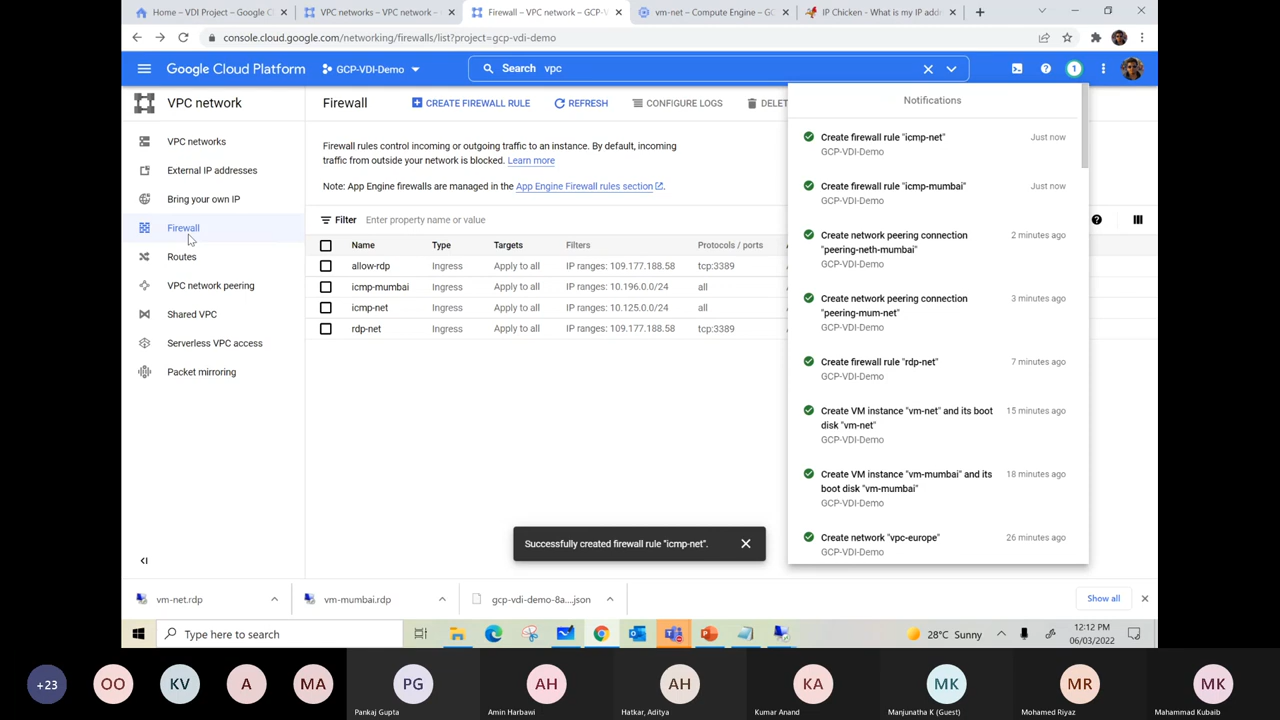 Home – VDI Project – Google C
VPC networks – VPC network –
Firewall – VPC network – GCP-V
vm-net – Compute Engine – GC
IP Chicken - What is my IP add
console.cloud.google.com/networking/firewalls/list?project=gcp-vdi-demo
Google Cloud Platform
GCP-VDI-Demo
Search vpc
1
VPC network
Firewall
CREATE FIREWALL RULE
REFRESH
CONFIGURE LOGS
DELET
Notifications
VPC networks
External IP addresses
Bring your own IP
Firewall
Routes
VPC network peering
Shared VPC
Serverless VPC access
Packet mirroring
Firewall rules control incoming or outgoing traffic to an instance. By default, incoming
traffic from outside your network is blocked. Learn more
Note: App Engine firewalls are managed in the App Engine Firewall rules section.
Filter Enter property name or value
Name Type Targets Filters Protocols / ports
allow-rdp Ingress Apply to all IP ranges: 109.177.188.58 tcp:3389
icmp-mumbai Ingress Apply to all IP ranges: 10.196.0.0/24 all
icmp-net Ingress Apply to all IP ranges: 10.125.0.0/24 all
rdp-net Ingress Apply to all IP ranges: 109.177.188.58 tcp:3389
Create firewall rule "icmp-net" Just now
GCP-VDI-Demo
Create firewall rule "icmp-mumbai" Just now
GCP-VDI-Demo
Create network peering connection 2 minutes ago
"peering-neth-mumbai"
GCP-VDI-Demo
Create network peering connection 3 minutes ago
"peering-mum-net"
GCP-VDI-Demo
Create firewall rule "rdp-net" 7 minutes ago
GCP-VDI-Demo
Create VM instance "vm-net" and its boot 15 minutes ago
disk "vm-net"
GCP-VDI-Demo
Create VM instance "vm-mumbai" and its 18 minutes ago
boot disk "vm-mumbai"
GCP-VDI-Demo
Create network "vpc-europe" 26 minutes ago
GCP-VDI-Demo
Successfully created firewall rule "icmp-net".
vm-net.rdp
vm-mumbai.rdp
gcp-vdi-demo-8a....json
Show all
Type here to search
28°C Sunny
12:12 PM
06/03/2022
+23
OO
KV
A
MA
PG
AH
AH
KA
MK
MR
MK
Pankaj Gupta
Amin Harbawi
Hatkar, Aditya
Kumar Anand
Manjunatha K (Guest)
Mohamed Riyaz
Mahammad Kubaib